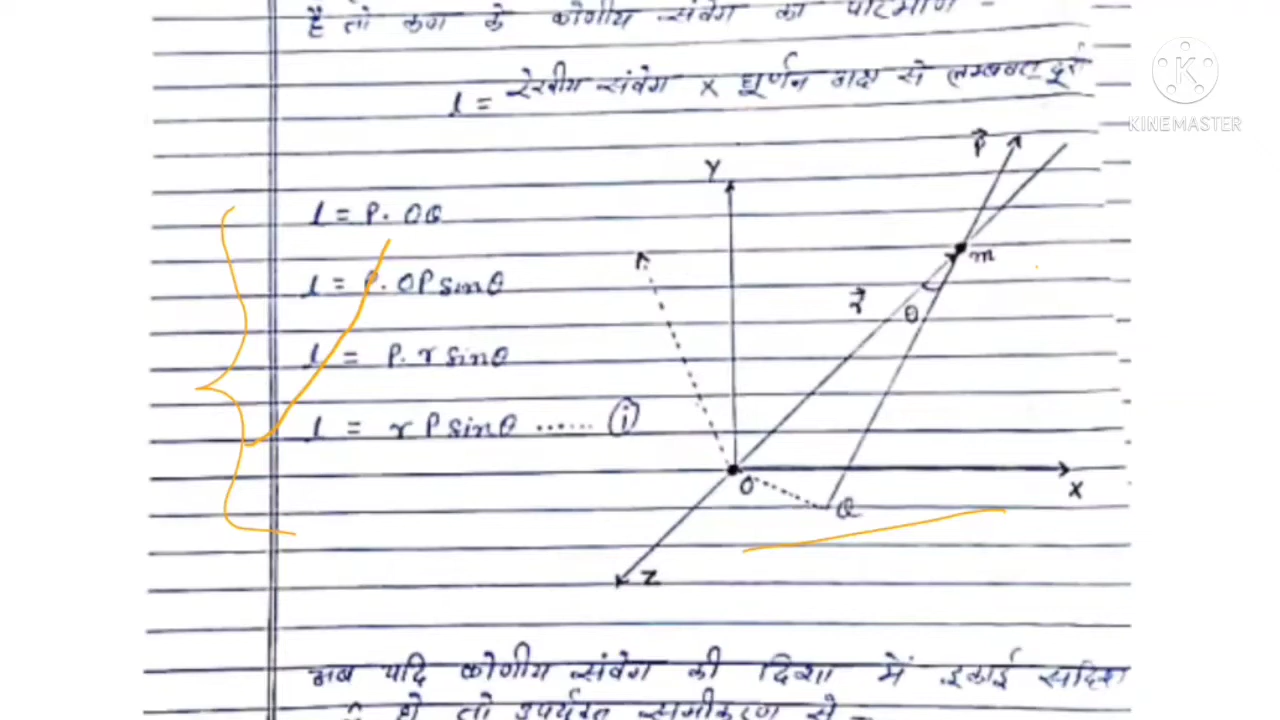 है तो कण के कोणीय संवेग का परिमाण -
l = रेखीय संवेग x घूर्णन अक्ष से लम्बवत दूरी
KINEMASTER
Y
P
l = P. OQ
m
l = P. OP sinθ
r
θ
l = P. r sinθ
l = r P sinθ ...... (i)
O
X
Q
Z
अब यदि कोणीय संवेग की दिशा में इकाई सदिश
हो तो उपर्युक्त समीकरण से -